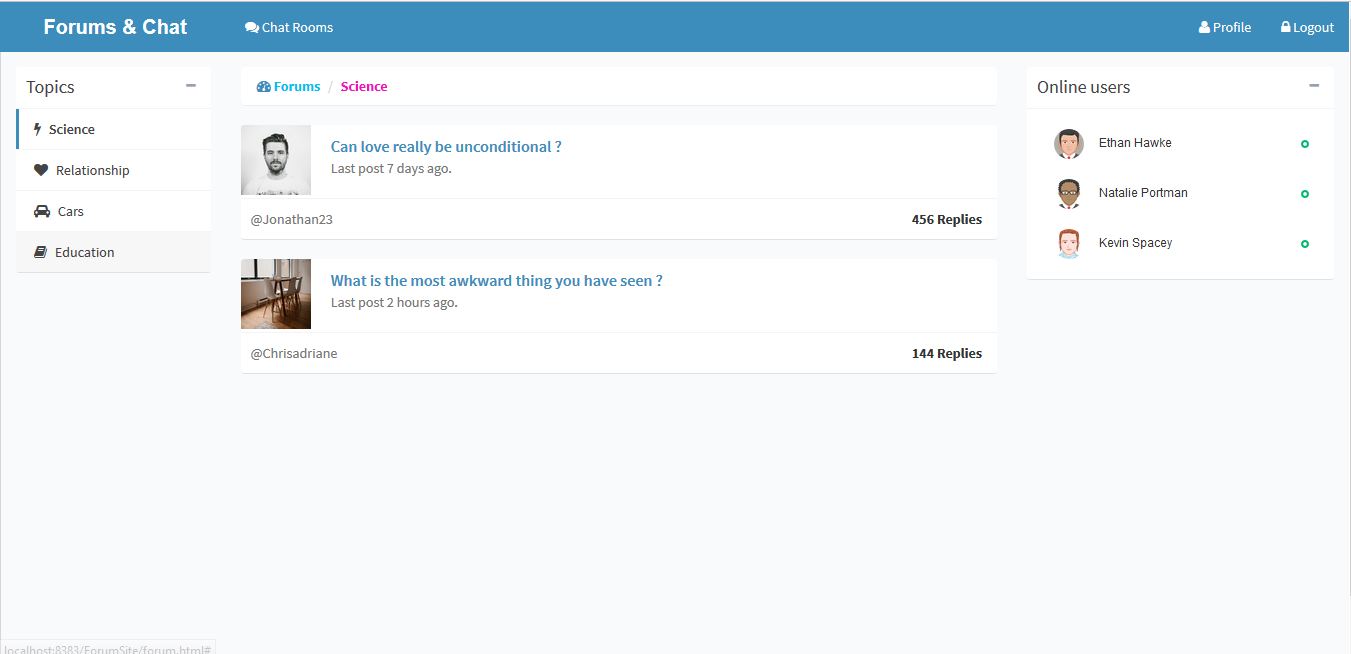 Forums & Chat
Chat Rooms
Profile
Logout
Topics
Science
Relationship
Cars
Education
Forums / Science
Can love really be unconditional ?
Last post 7 days ago.
@Jonathan23
456 Replies
What is the most awkward thing you have seen ?
Last post 2 hours ago.
@Chrisadriane
144 Replies
Online users
Ethan Hawke
Natalie Portman
Kevin Spacey
localhost:8383/ForumSite/forum.html#